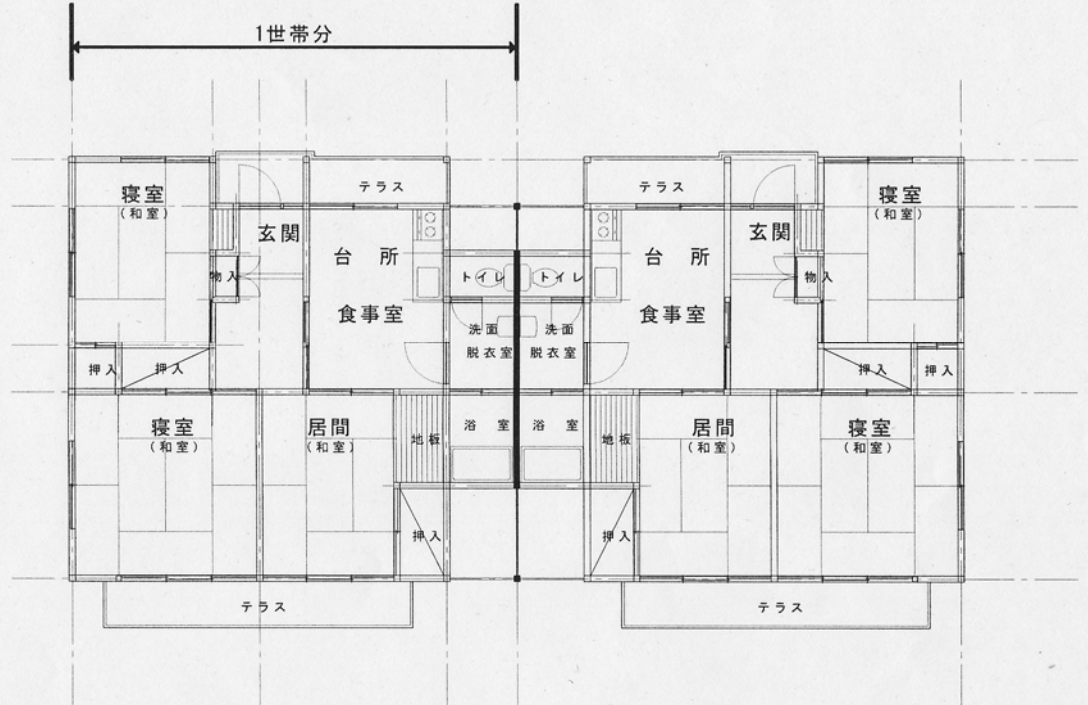 1世帯分
寝室
(和室)
玄関
物入
テラス
台 所
食事室
トイレ
洗面
脱衣室
押入
押入
寝室
(和室)
居間
(和室)
地板
浴 室
押入
テラス
テラス
台 所
食事室
トイレ
洗面
脱衣室
玄関
物入
寝室
(和室)
押入
押入
浴 室
地板
居間
(和室)
寝室
(和室)
押入
テラス